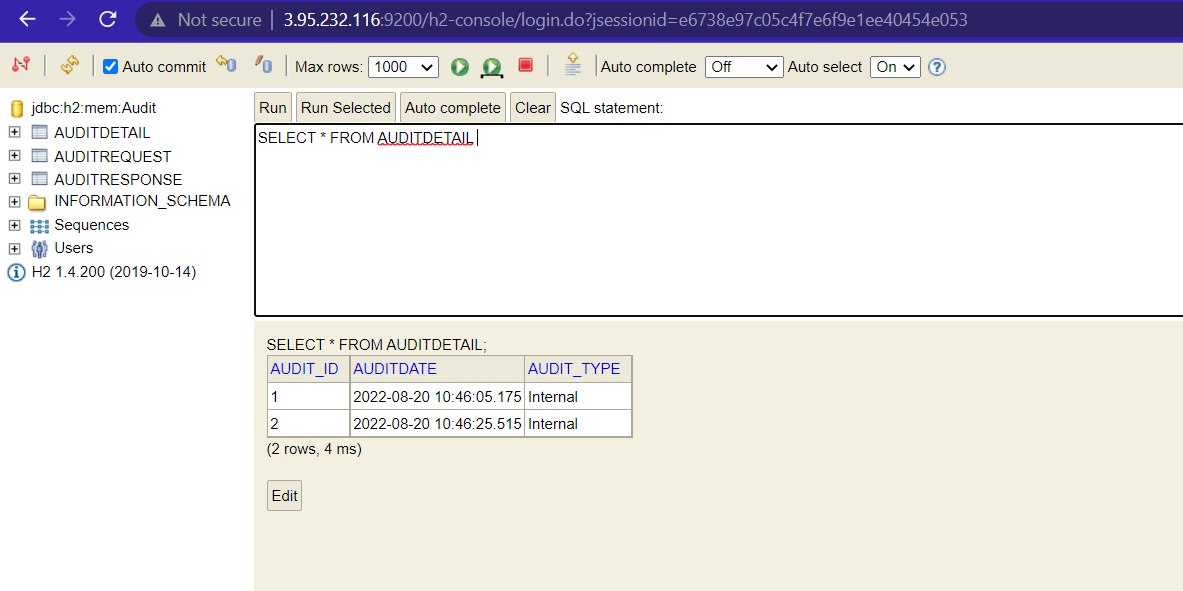 Not secure | 3.95.232.116:9200/h2-console/login.do?jsessionid=e6738e97c05c4f7e6f9e1ee40454e053
Auto commit Max rows: 1000 Auto complete Off Auto select On ?
jdbc:h2:mem:Audit
AUDITDETAIL
AUDITREQUEST
AUDITRESPONSE
INFORMATION_SCHEMA
Sequences
Users
H2 1.4.200 (2019-10-14)
Run Run Selected Auto complete Clear SQL statement:
SELECT * FROM AUDITDETAIL
SELECT * FROM AUDITDETAIL;
AUDIT_ID AUDITDATE AUDIT_TYPE
1 2022-08-20 10:46:05.175 Internal
2 2022-08-20 10:46:25.515 Internal
(2 rows, 4 ms)
Edit